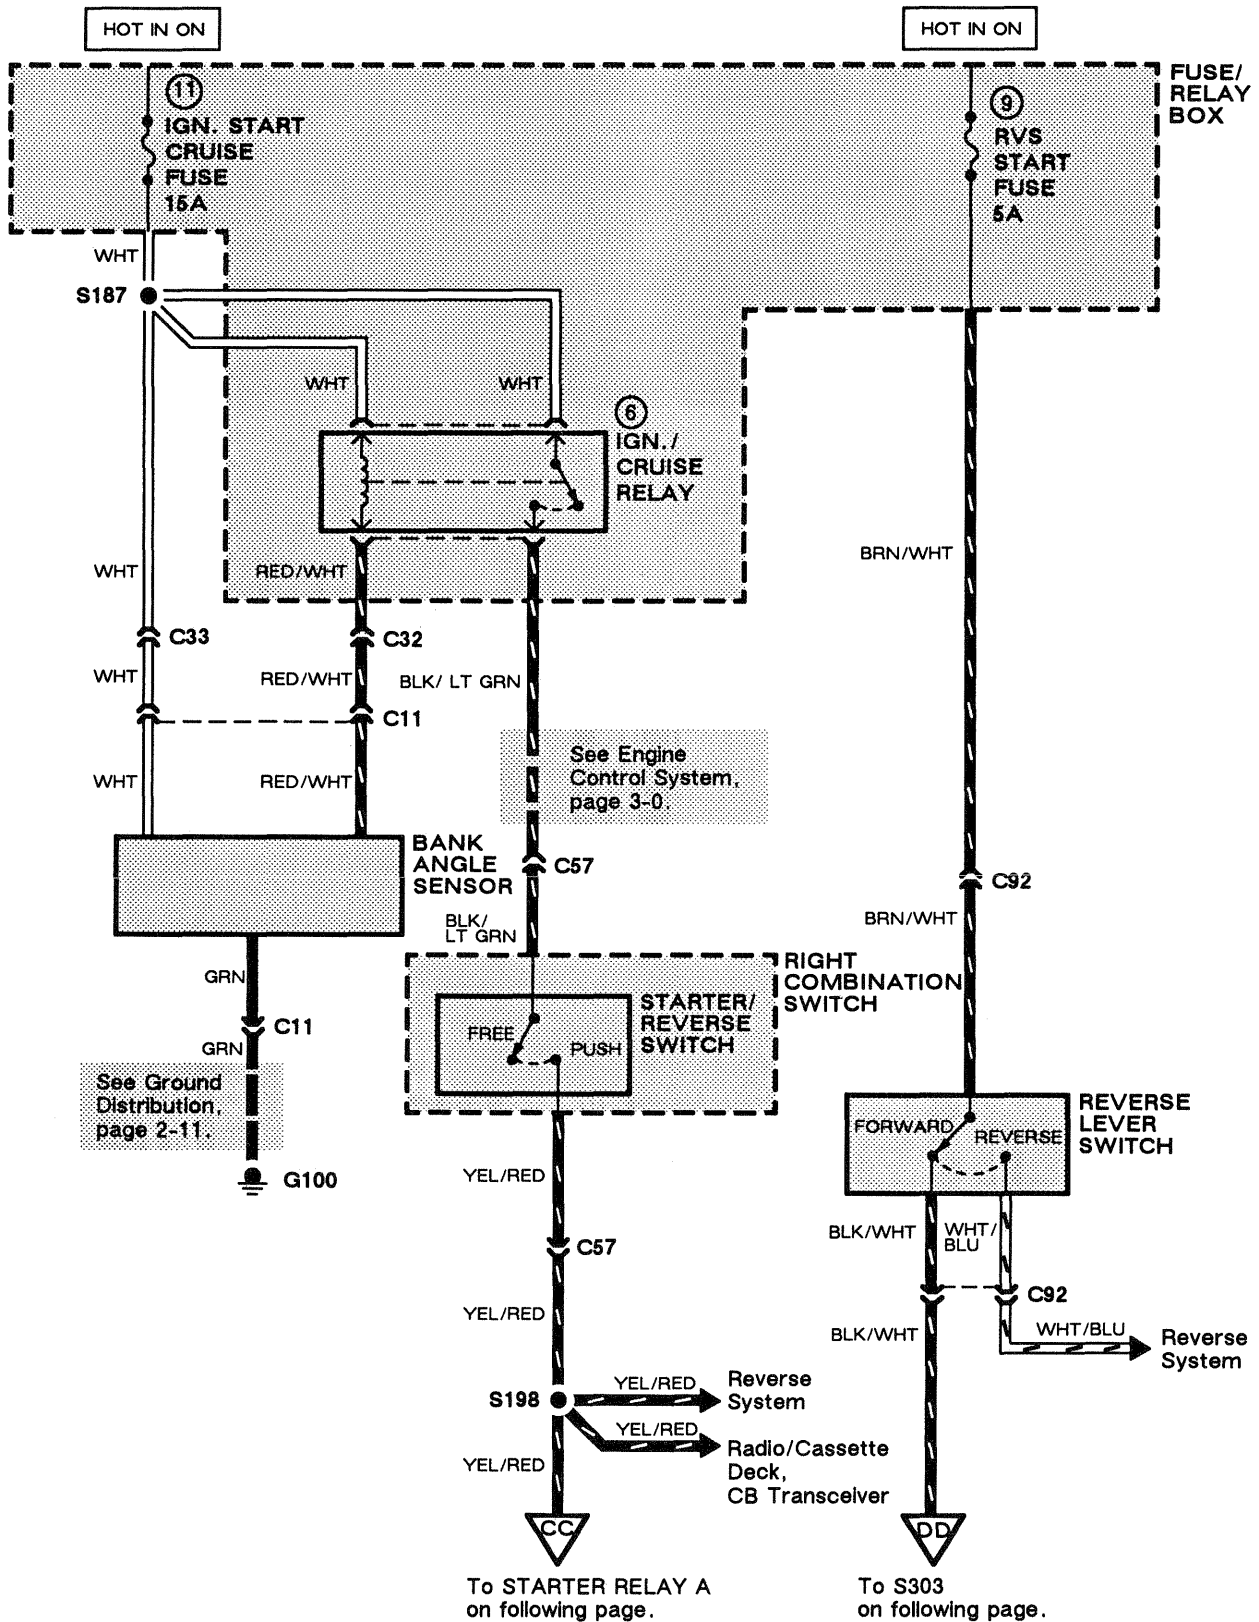 HOT IN ON
HOT IN ON
FUSE/
RELAY
BOX
11
IGN. START
CRUISE
FUSE
15A
9
RVS
START
FUSE
5A
WHT
S187
WHT
WHT
6
IGN./
CRUISE
RELAY
WHT
RED/WHT
BRN/WHT
C33
C32
WHT
RED/WHT
BLK/ LT GRN
C11
See Engine
Control System,
page 3-0.
WHT
RED/WHT
BANK
ANGLE
SENSOR
C57
C92
BLK/
LT GRN
BRN/WHT
RIGHT
COMBINATION
SWITCH
GRN
STARTER/
REVERSE
SWITCH
FREE
PUSH
C11
GRN
See Ground
Distribution,
page 2-11.
G100
REVERSE
LEVER
SWITCH
FORWARD
REVERSE
YEL/RED
BLK/WHT
WHT/
BLU
C57
C92
YEL/RED
BLK/WHT
WHT/BLU
Reverse
System
S198
YEL/RED
Reverse
System
YEL/RED
Radio/Cassette
Deck,
CB Transceiver
YEL/RED
CC
DD
To STARTER RELAY A
on following page.
To S303
on following page.